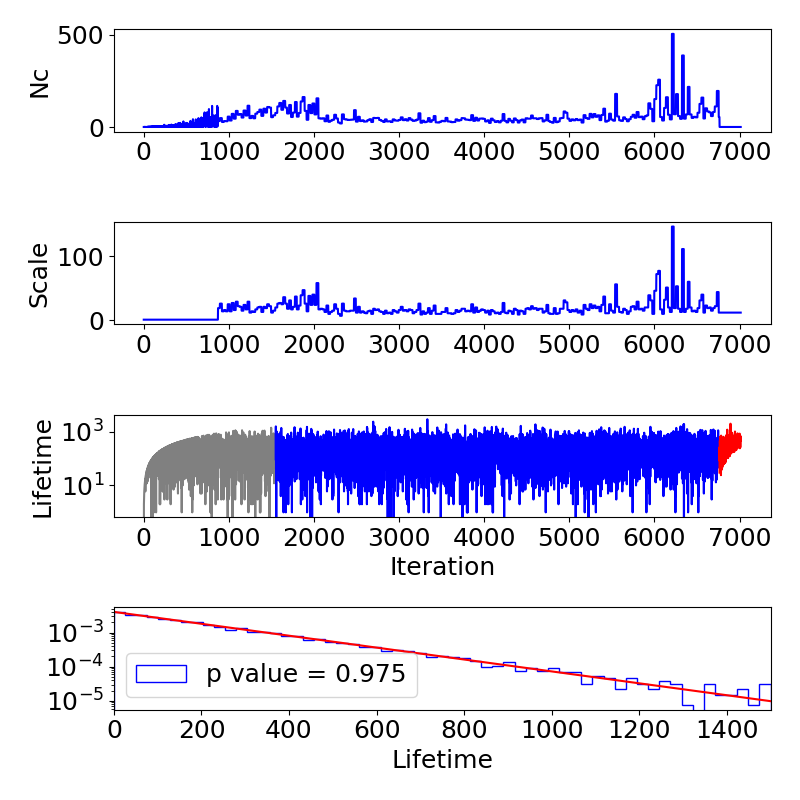 500
0
Nc
0 1000 2000 3000 4000 5000 6000 7000
100
0
Scale
0 1000 2000 3000 4000 5000 6000 7000
10³
10¹
Lifetime
0 1000 2000 3000 4000 5000 6000 7000
Iteration
10⁻³
10⁻⁴
10⁻⁵
p value = 0.975
0 200 400 600 800 1000 1200 1400
Lifetime